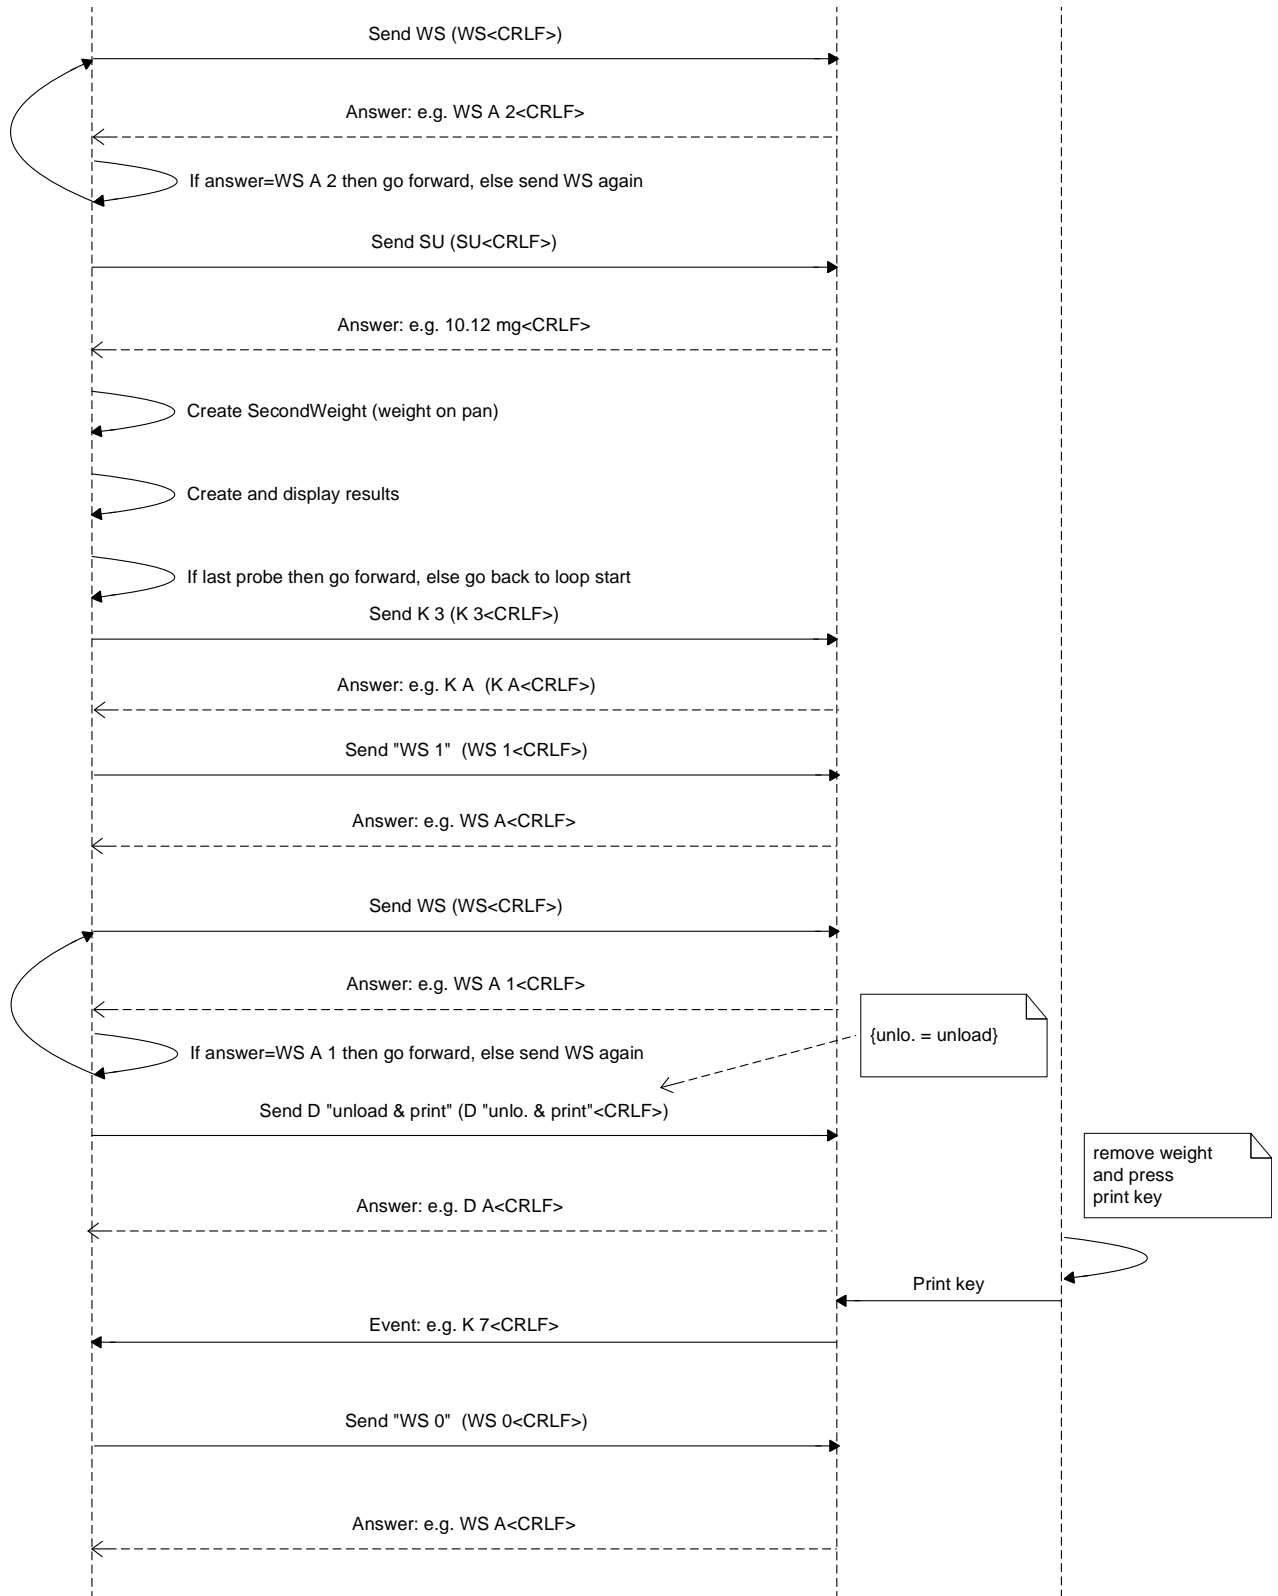 Send WS (WS<CRLF>)
Answer: e.g. WS A 2<CRLF>
If answer=WS A 2 then go forward, else send WS again
Send SU (SU<CRLF>)
Answer: e.g. 10.12 mg<CRLF>
Create SecondWeight (weight on pan)
Create and display results
If last probe then go forward, else go back to loop start
Send K 3 (K 3<CRLF>)
Answer: e.g. K A  (K A<CRLF>)
Send "WS 1"  (WS 1<CRLF>)
Answer: e.g. WS A<CRLF>
Send WS (WS<CRLF>)
Answer: e.g. WS A 1<CRLF>
{unlo. = unload}
If answer=WS A 1 then go forward, else send WS again
Send D "unload & print" (D "unlo. & print"<CRLF>)
remove weight
and press
print key
Answer: e.g. D A<CRLF>
Print key
Event: e.g. K 7<CRLF>
Send "WS 0"  (WS 0<CRLF>)
Answer: e.g. WS A<CRLF>